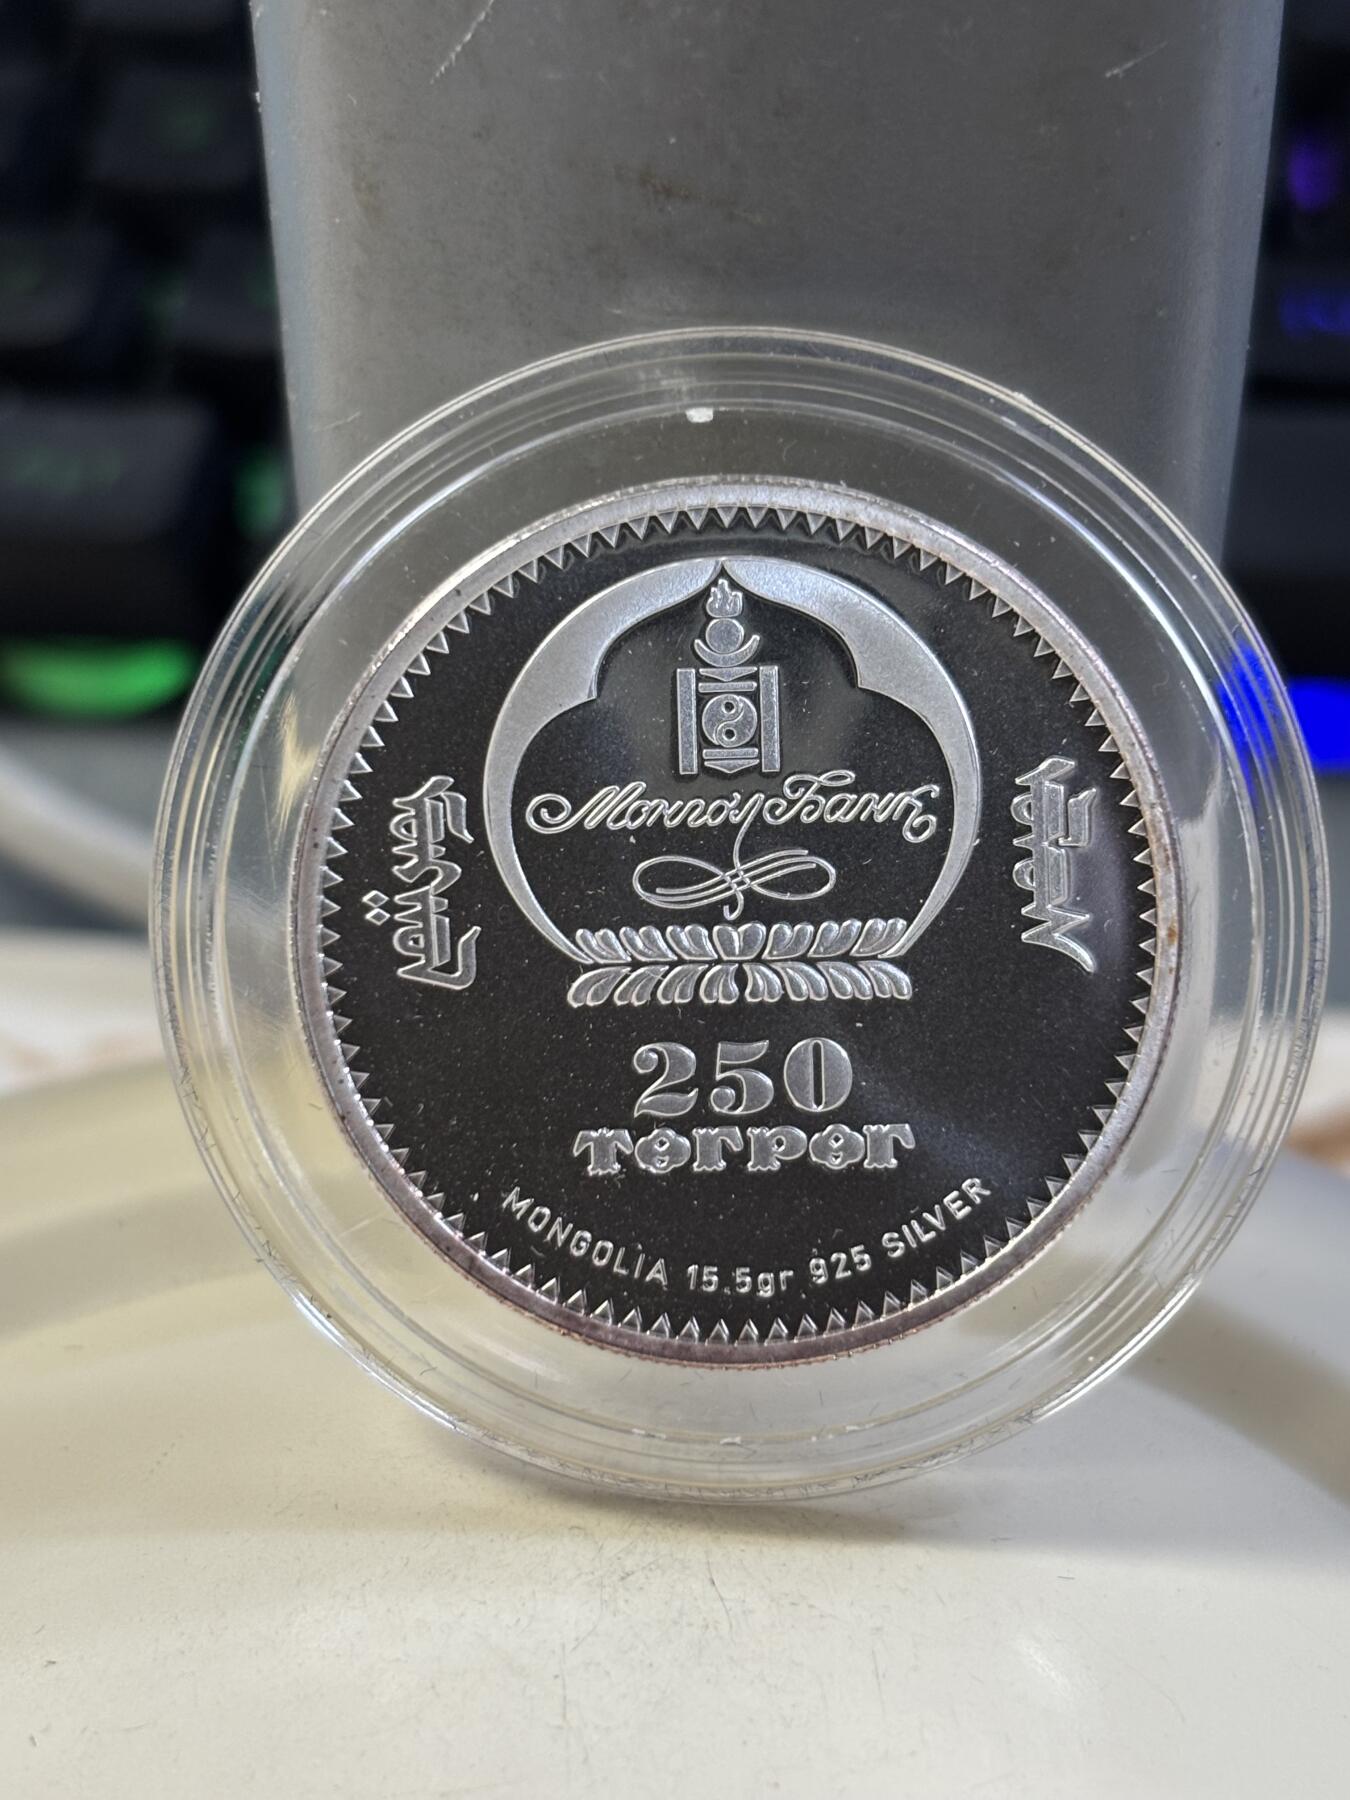 Монгол Банк
250
төгрөг
MONGOLIA 15.5gr 925 SILVER